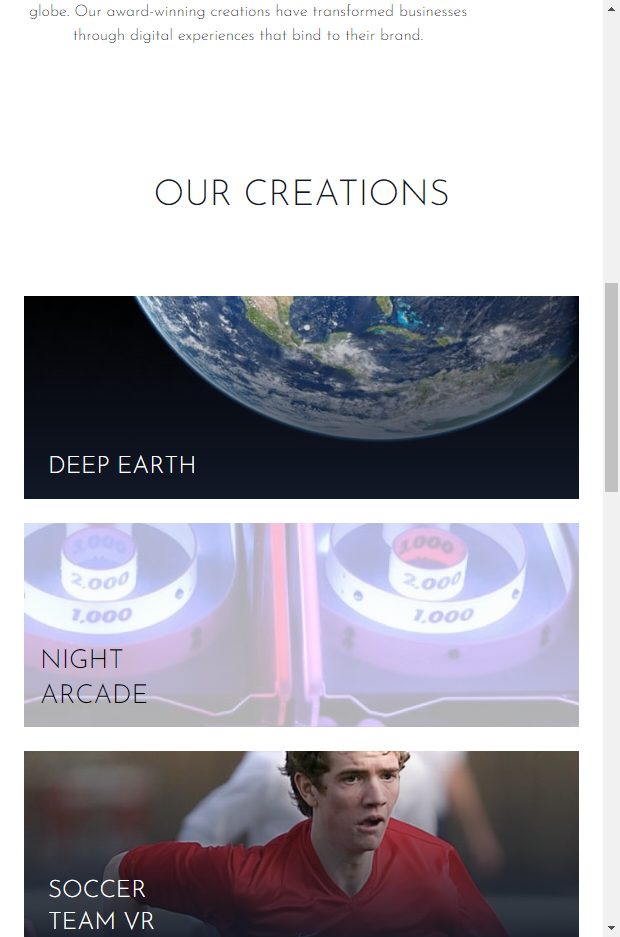 globe. Our award-winning creations have transformed businesses
through digital experiences that bind to their brand.
OUR CREATIONS
DEEP EARTH
3,000
2,000
1,000
3,000
2,000
1,000
NIGHT
ARCADE
SOCCER
TEAM VR